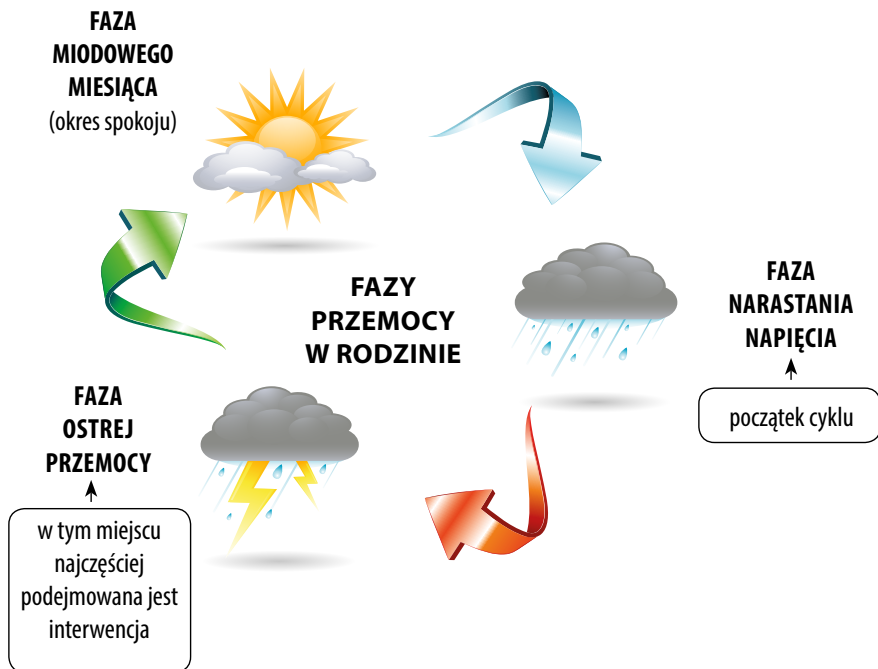 FAZA
MIODOWEGO
MIESIĄCA
(okres spokoju)
FAZY
PRZEMOCY
W RODZINIE
FAZA
NARASTANIA
NAPIĘCIA
początek cyklu
FAZA
OSTREJ
PRZEMOCY
w tym miejscu
najczęściej
podejmowana jest
interwencja